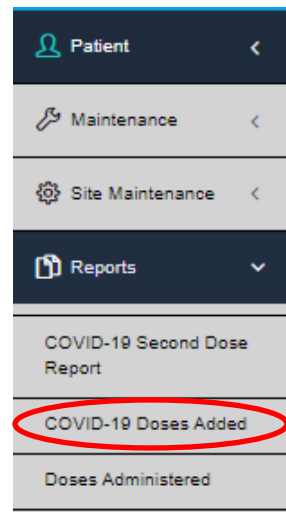 Patient
Maintenance
Site Maintenance
Reports
COVID-19 Second Dose
Report
COVID-19 Doses Added
Doses Administered